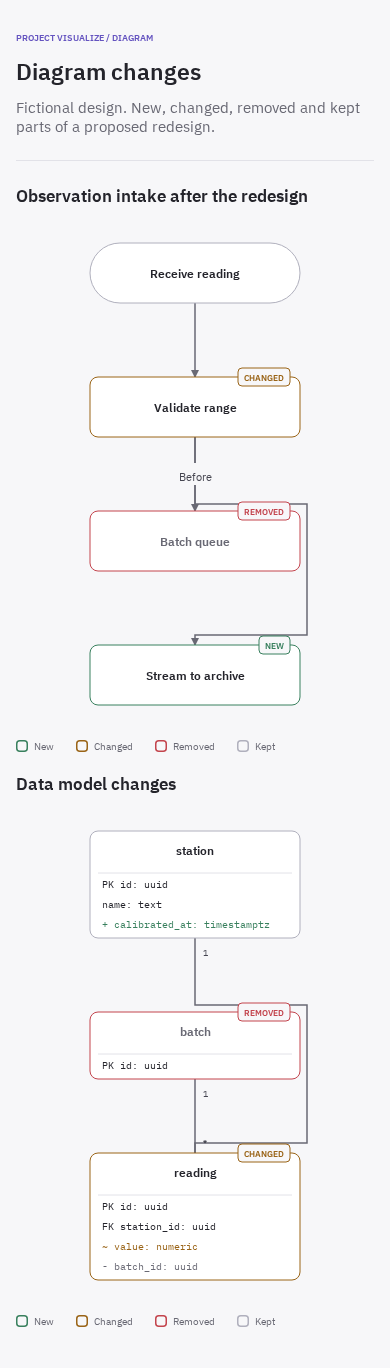 PROJECT VISUALIZE / DIAGRAM
Diagram changes
Fictional design. New, changed, removed and kept
parts of a proposed redesign.
Observation intake after the redesign
Receive reading
CHANGED
Validate range
Before
REMOVED
Batch queue
NEW
Stream to archive
New Changed Removed Kept
Data model changes
station
PK id: uuid
name: text
+ calibrated_at: timestamptz
1
REMOVED
batch
PK id: uuid
1
*
CHANGED
reading
PK id: uuid
FK station_id: uuid
~ value: numeric
- batch_id: uuid
New Changed Removed Kept